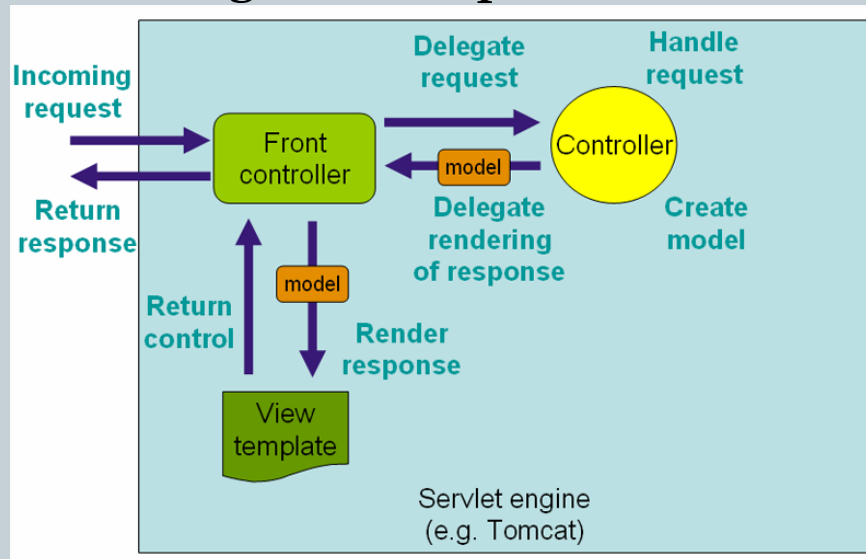 Incoming
request
Return
response
Front
controller
Delegate
request
Handle
request
Controller
model
Delegate
rendering
of response
Create
model
Return
control
model
Render
response
View
template
Servlet engine
(e.g. Tomcat)